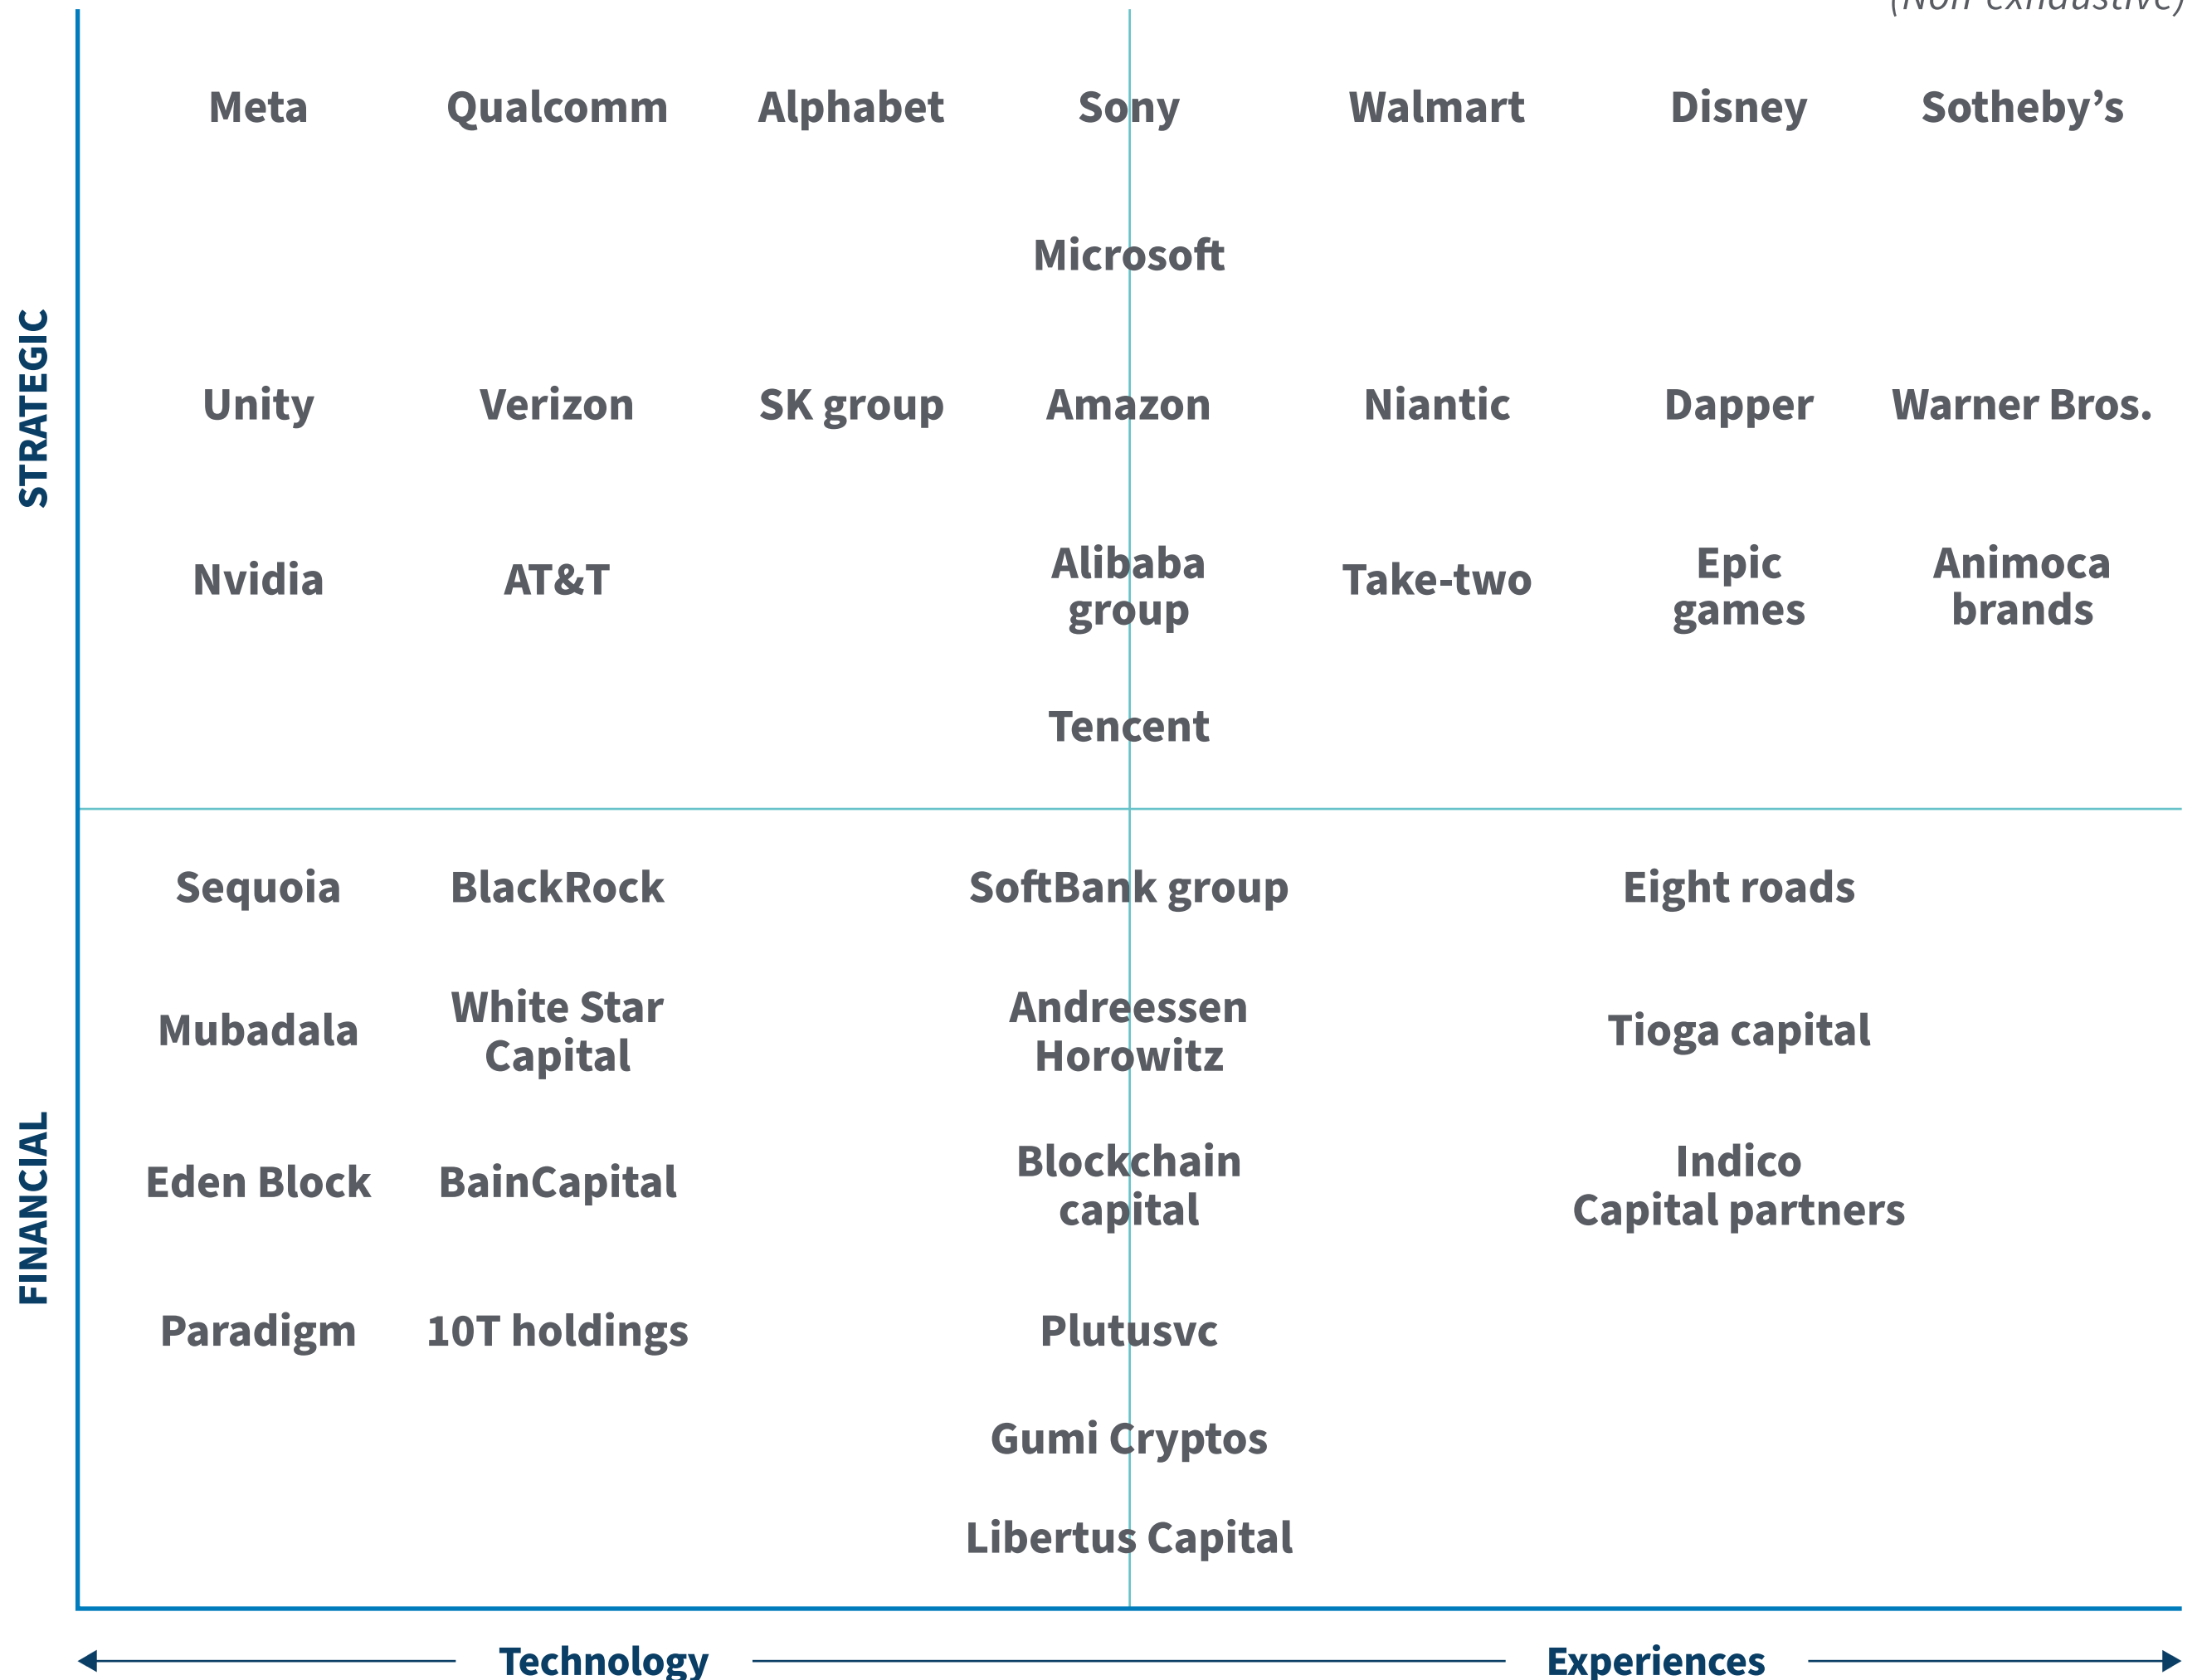 (Non exhaustive)
Meta Qualcomm Alphabet Sony Walmart Disney Sotheby’s
Microsoft
STRATEGIC
Unity Verizon SK group Amazon Niantic Dapper Warner Bros.
Nvidia AT&T Alibaba group Take-two Epic games Animoca brands
Tencent
Sequoia BlackRock SoftBank group Eight roads
Mubadala White Star Capital Andreessen Horowitz Tioga capital
FINANCIAL
Eden Block BainCapital Blockchain capital Indico Capital partners
Paradigm 10T holdings Plutusvc
Gumi Cryptos
Libertus Capital
Technology Experiences